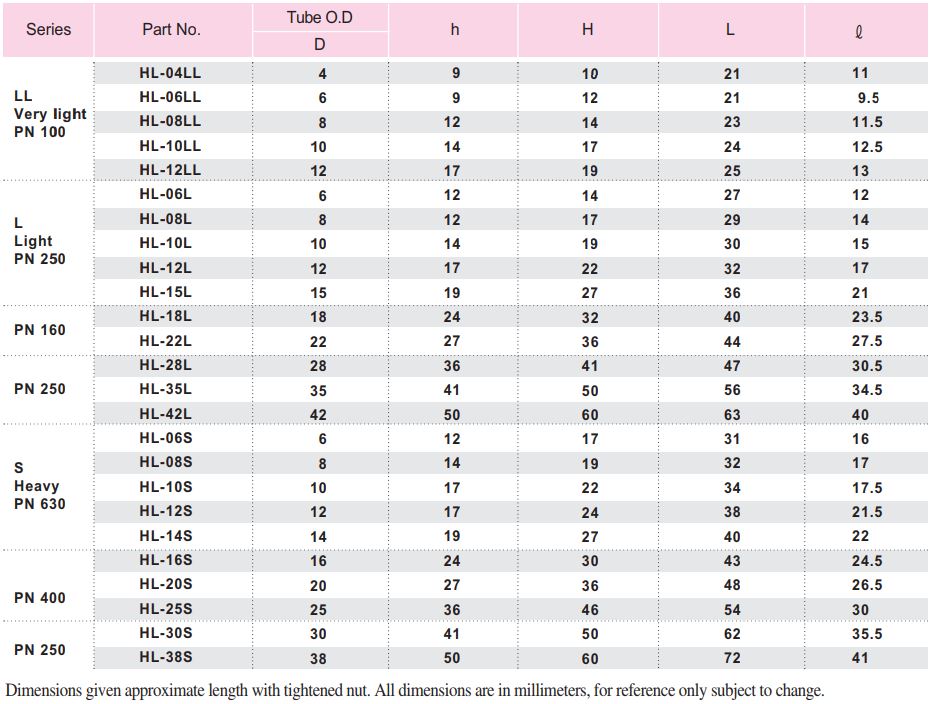 Series Part No. Tube O.D h H L ℓ
D
LL
Very light
PN 100
HL-04LL 4 9 10 21 11
HL-06LL 6 9 12 21 9.5
HL-08LL 8 12 14 23 11.5
HL-10LL 10 14 17 24 12.5
HL-12LL 12 17 19 25 13
L
Light
PN 250
HL-06L 6 12 14 27 12
HL-08L 8 12 17 29 14
HL-10L 10 14 19 30 15
HL-12L 12 17 22 32 17
HL-15L 15 19 27 36 21
PN 160
HL-18L 18 24 32 40 23.5
HL-22L 22 27 36 44 27.5
PN 250
HL-28L 28 36 41 47 30.5
HL-35L 35 41 50 56 34.5
HL-42L 42 50 60 63 40
S
Heavy
PN 630
HL-06S 6 12 17 31 16
HL-08S 8 14 19 32 17
HL-10S 10 17 22 34 17.5
HL-12S 12 17 24 38 21.5
HL-14S 14 19 27 40 22
PN 400
HL-16S 16 24 30 43 24.5
HL-20S 20 27 36 48 26.5
HL-25S 25 36 46 54 30
PN 250
HL-30S 30 41 50 62 35.5
HL-38S 38 50 60 72 41
Dimensions given approximate length with tightened nut. All dimensions are in millimeters, for reference only subject to change.